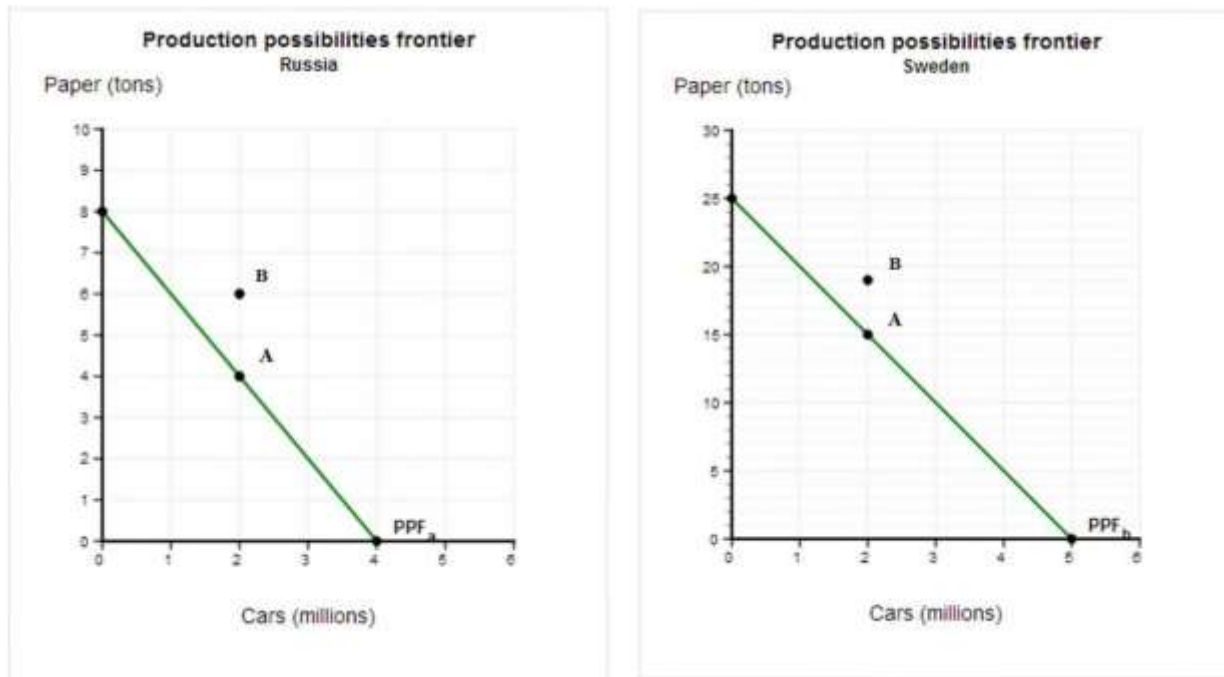 Production possibilities frontier
Russia
Paper (tons)
10
9
8
7
6
5
4
3
2
1
0
B
A
PPFa
0
1
2
3
4
5
6
Cars (millions)
Production possibilities frontier
Sweden
Paper (tons)
30
25
20
15
10
5
0
B
A
PPFb
0
1
2
3
4
5
6
Cars (millions)